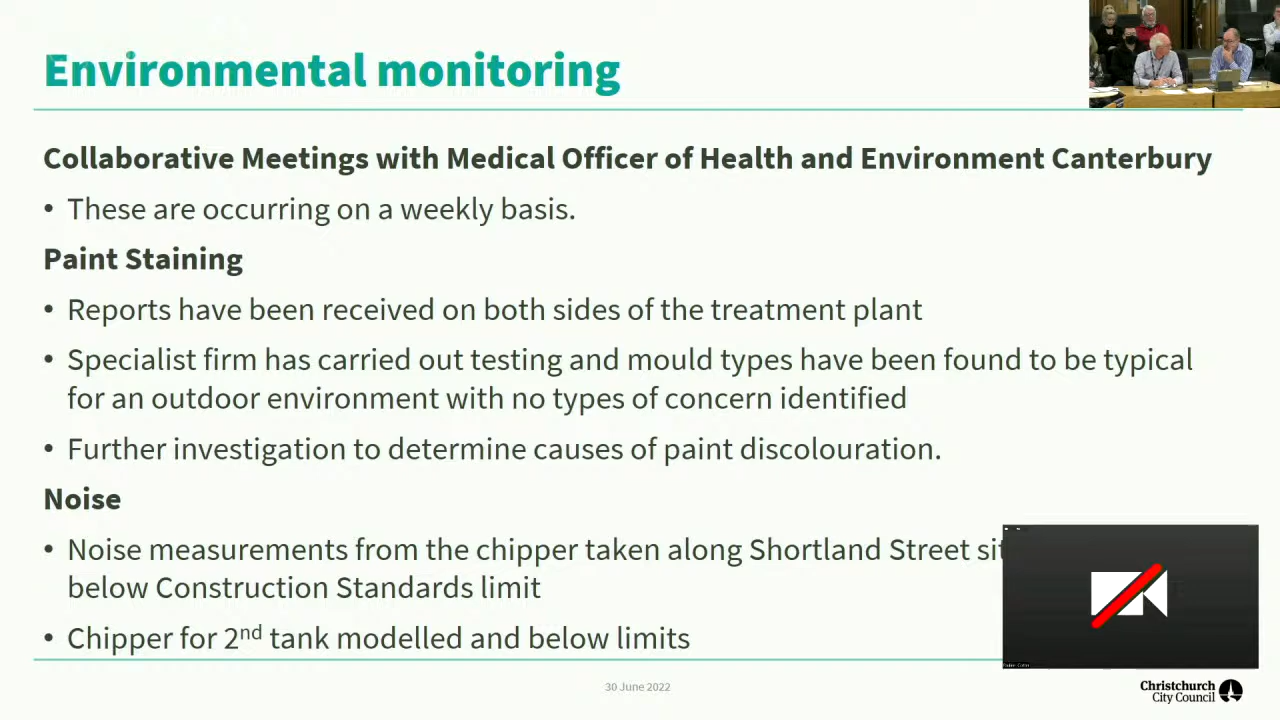 Environmental monitoring
Collaborative Meetings with Medical Officer of Health and Environment Canterbury
• These are occurring on a weekly basis.
Paint Staining
• Reports have been received on both sides of the treatment plant
• Specialist firm has carried out testing and mould types have been found to be typical
for an outdoor environment with no types of concern identified
• Further investigation to determine causes of paint discolouration.
Noise
• Noise measurements from the chipper taken along Shortland Street
below Construction Standards limit
• Chipper for 2nd tank modelled and below limits
30 June 2022
Christchurch
City Council